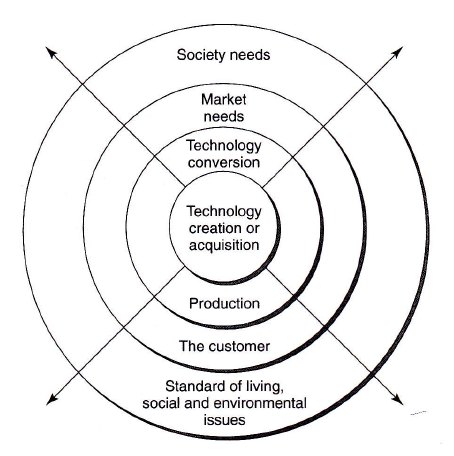 Society needs
Market
needs
Technology
conversion
Technology
creation or
acquisition
Production
The customer
Standard of living,
social and environmental
issues